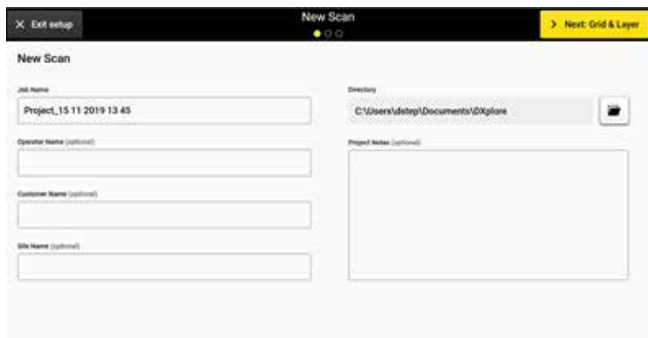 × Exit setup
New Scan
> Next: Grid & Layer
New Scan
Job Name
Project_15 11 2019 13 45
Operator Name (optional)
Customer Name (optional)
Site Name (optional)
Directory
C:\Users\dstep\Documents\DXplore
Project Notes (optional)